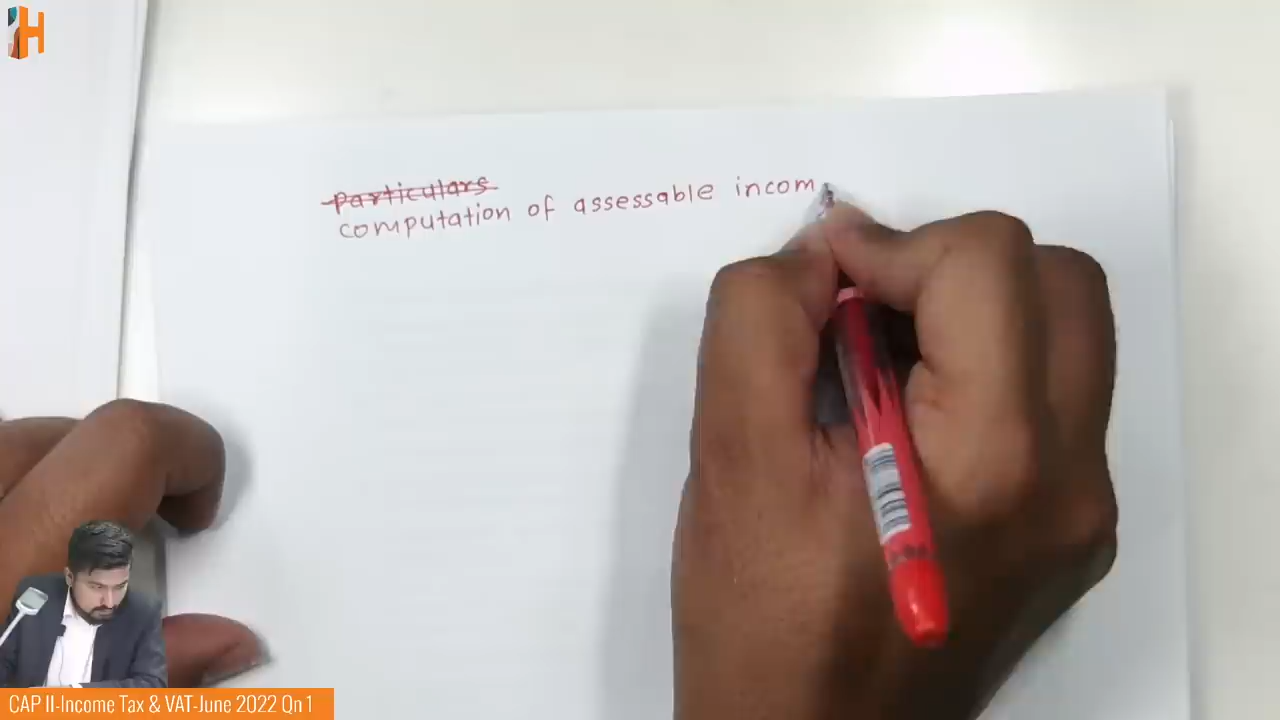 H
particulars
computation of assessable incom
CAP II-Income Tax & VAT-June 2022 Qn 1